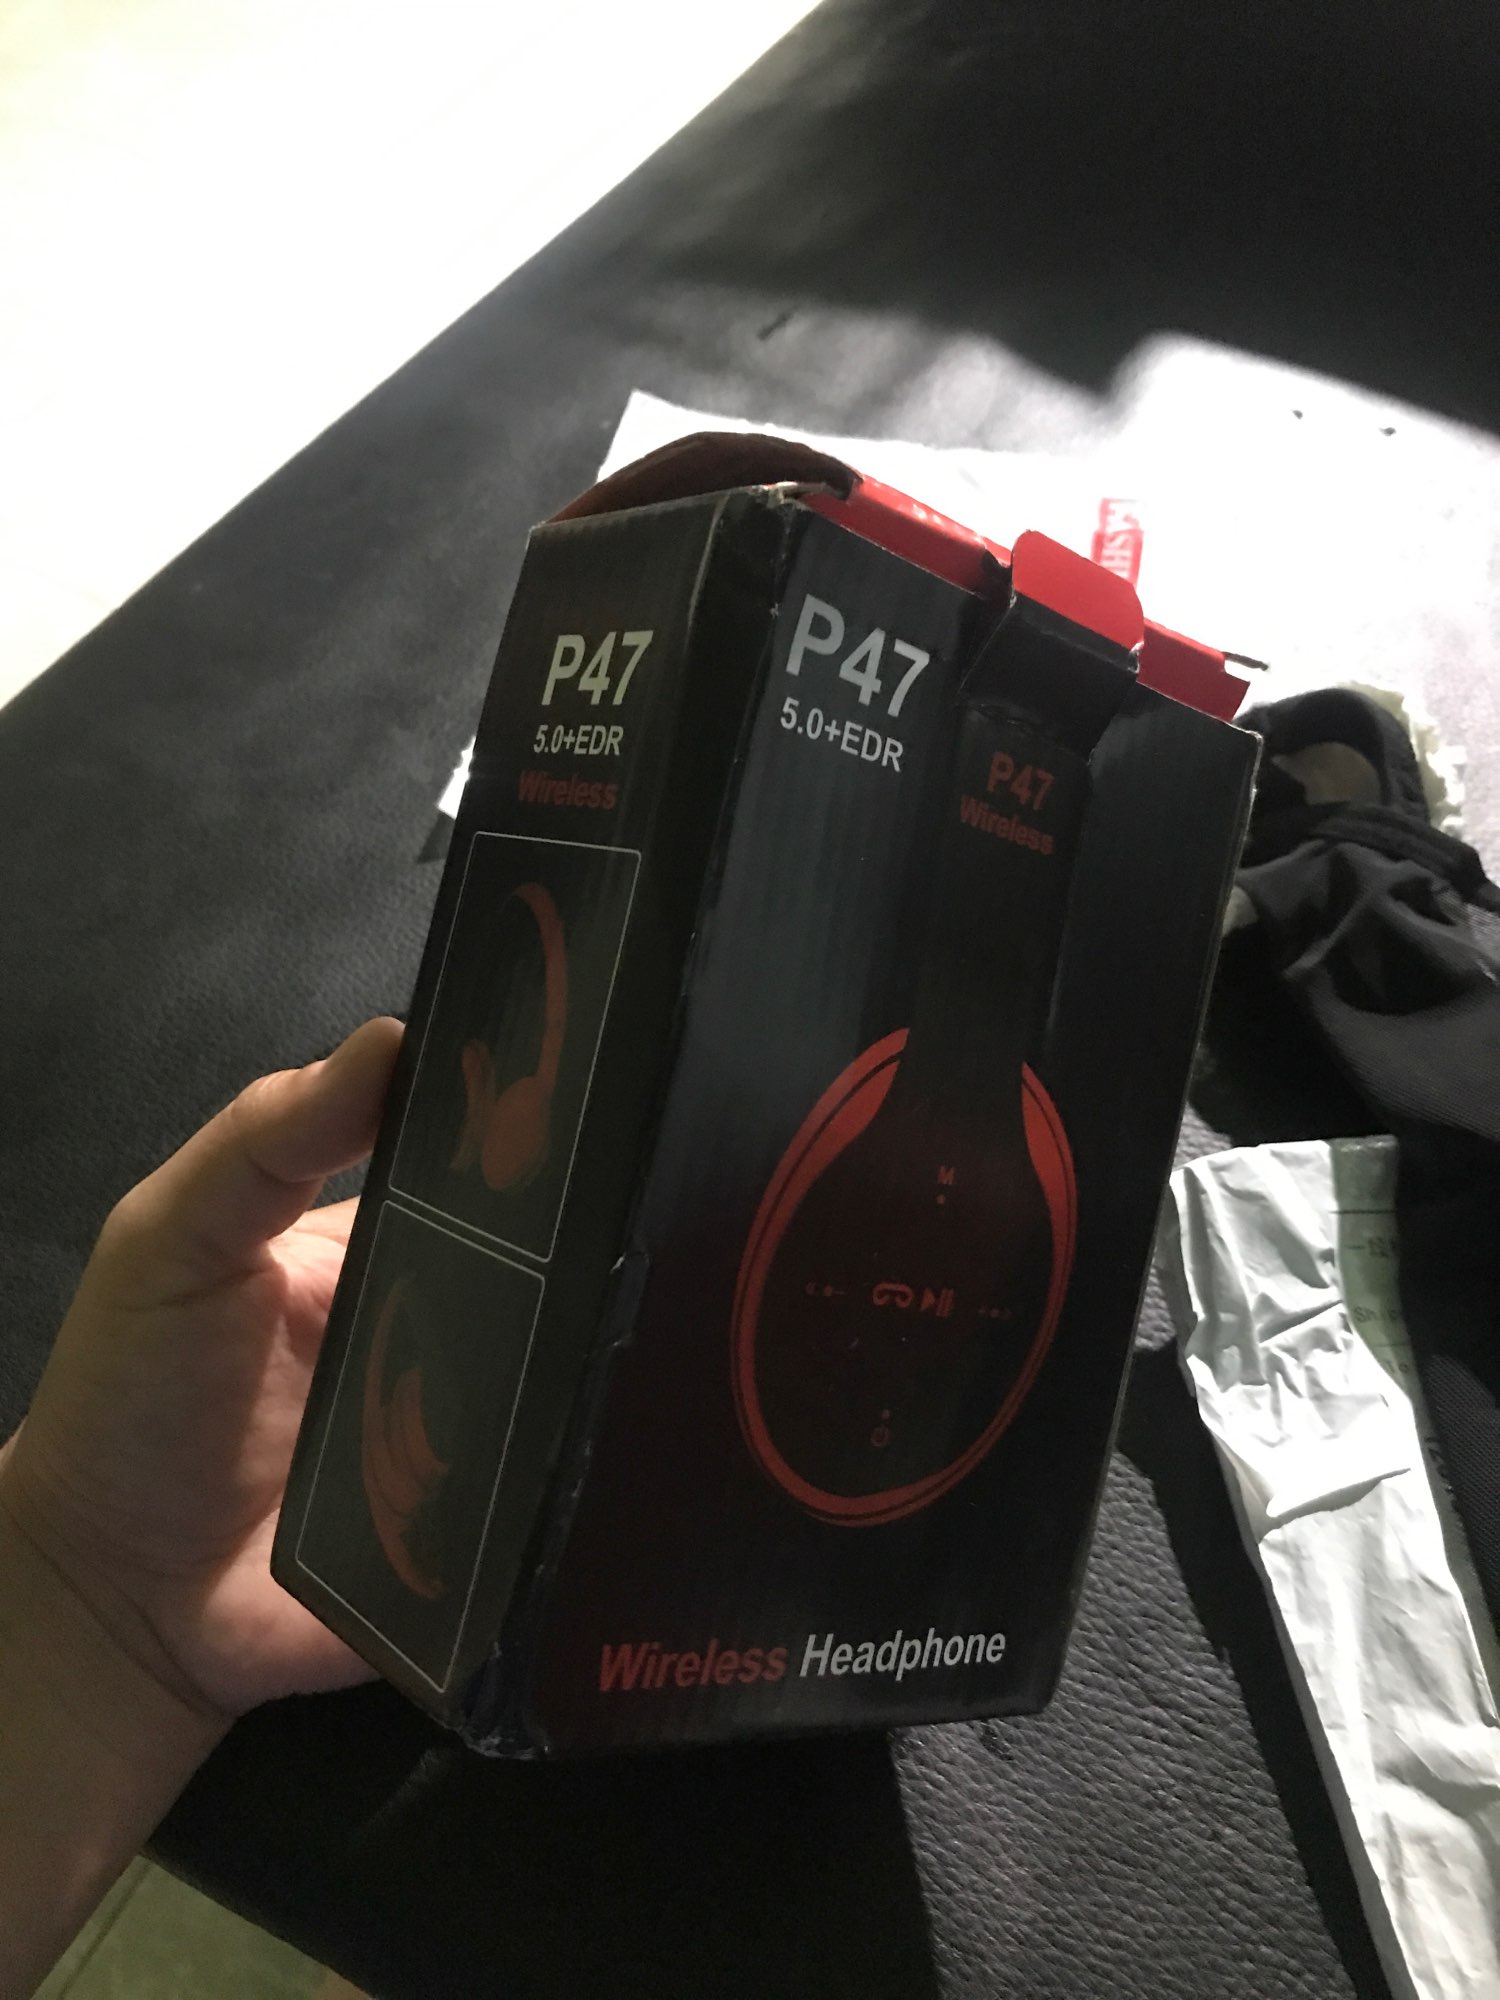 P47
5.0+EDR
Wireless
P47
5.0+EDR
P47
Wireless
M
Wireless Headphone